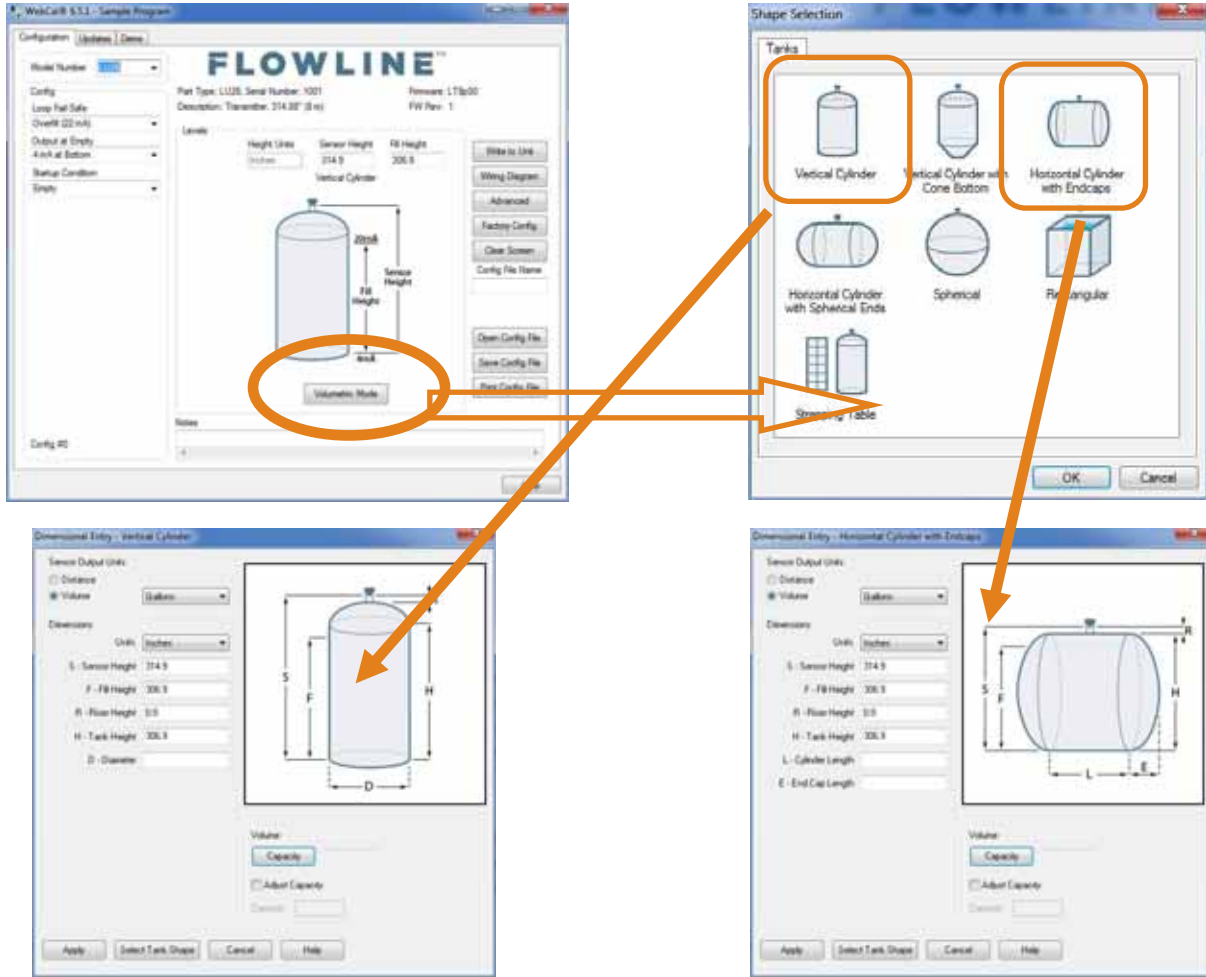 WebCal® 6.5.1 - Sample Program
Configuration Updates Demo
Model Number LU28
FLOWLINE™
Config
Loop Fail Safe
Overfill (22 mA)
Output at Empty
4 mA at Bottom
Startup Condition
Empty
Config #0
Part Type: LU28, Serial Number: 1001
Firmware:
Description: Transmitter, 314.88" (8 m)
FW Rev: 1
Levels
Height Units Sensor Height Fill Height
Inches 314.9 306.9
Vertical Cylinder
20mA
Fill Height
Sensor Height
4mA
Volumetric Mode
Notes
Write to Unit
Wiring Diagram
Advanced
Factory Config
Clear Screen
Config File Name
Open Config File
Save Config File
Print Config File
Shape Selection
Tanks
Vertical Cylinder
Vertical Cylinder with Cone Bottom
Horizontal Cylinder with Endcaps
Horizontal Cylinder with Spherical Ends
Spherical
Rectangular
Strapping Table
OK Cancel
Dimensional Entry - Vertical Cylinder
Sensor Output Units
Distance
Volume Gallons
Dimensions
Units Inches
S - Sensor Height 314.9
F - Fill Height 306.9
R - Riser Height
H - Tank Height 306.9
D - Diameter
S
F
H
D
Volume
Capacity
Adjust Capacity
Apply Select Tank Shape Cancel Help
Dimensional Entry - Horizontal Cylinder with Endcaps
Sensor Output Units
Distance
Volume Gallons
Dimensions
Units Inches
S - Sensor Height 314.9
F - Fill Height 306.9
R - Riser Height
H - Tank Height 306.9
L - Cylinder Length
E - End Cap Length
R
S
F
H
L
E
Volume
Capacity
Adjust Capacity
Apply Select Tank Shape Cancel Help